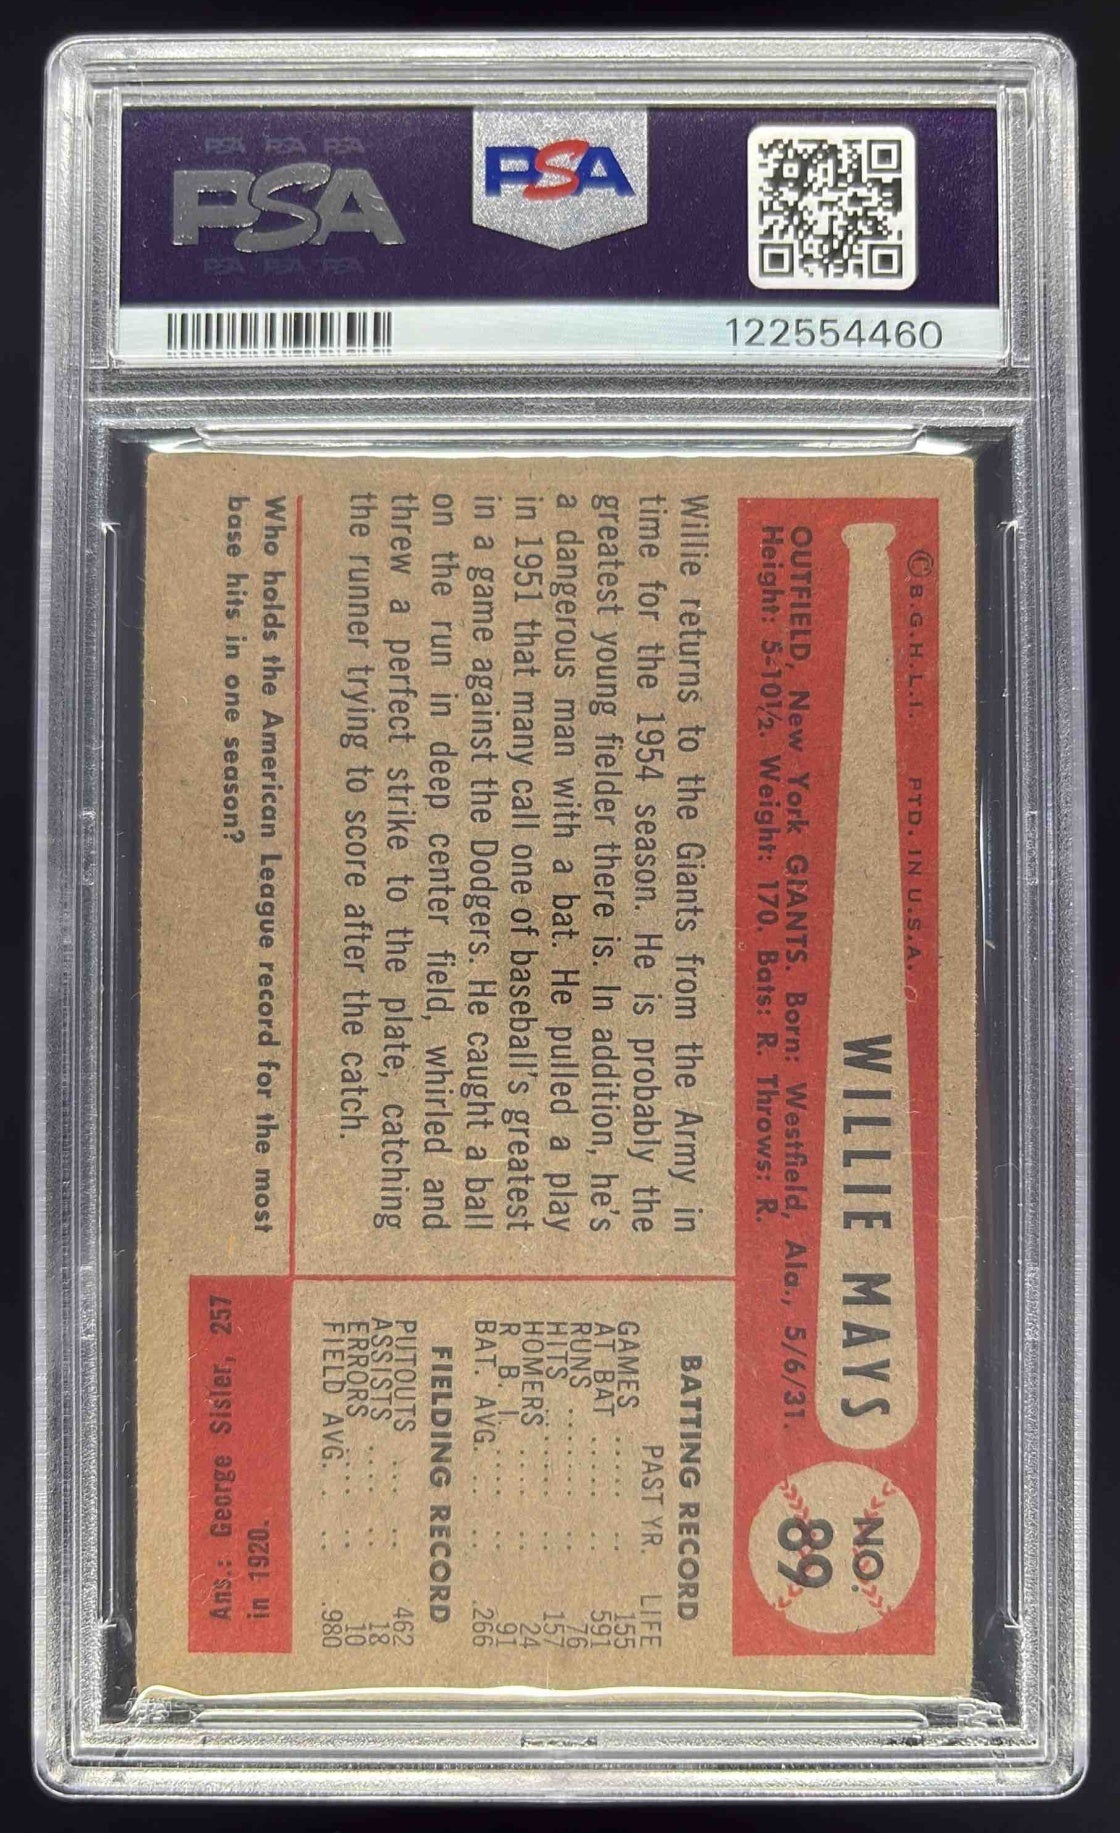 PSA PSA PSA
PSA
PSA PSA PSA
PSA
122554460
© B.G.H.L.I. PTD. IN U.S.A.
WILLIE MAYS
NO.
89
OUTFIELD, New York GIANTS. Born: Westfield, Ala., 5/6/31.
Height: 5-10½. Weight: 170. Bats: R. Throws: R.
Willie returns to the Giants from the Army in
time for the 1954 season. He is probably the
greatest young fielder there is. In addition, he's
a dangerous man with a bat. He pulled a play
in 1951 that many call one of baseball's greatest
in a game against the Dodgers. He caught a ball
on the run in deep center field, whirled and
threw a perfect strike to the plate, catching
the runner trying to score after the catch.
BATTING RECORD
PAST YR. LIFE
GAMES ..... .. 155
AT BAT ..... .. 591
RUNS ...... .. 76
HITS ...... .. 157
HOMERS ..... .. 24
R. B. I. .... .. 91
BAT. AVG. .. .. .266
FIELDING RECORD
PUTOUTS ... .. 462
ASSISTS .... .. 18
ERRORS .... .. 10
FIELD AVG. . .. .980
Who holds the American League record for the most
base hits in one season?
Ans.: George Sisler, 257
in 1920.